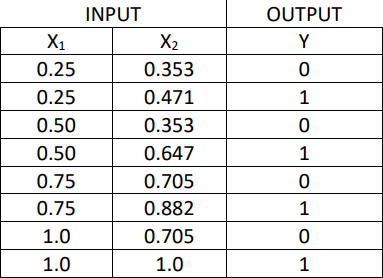 INPUT OUTPUT
X₁ X₂ Y
0.25 0.353 0
0.25 0.471 1
0.50 0.353 0
0.50 0.647 1
0.75 0.705 0
0.75 0.882 1
1.0 0.705 0
1.0 1.0 1